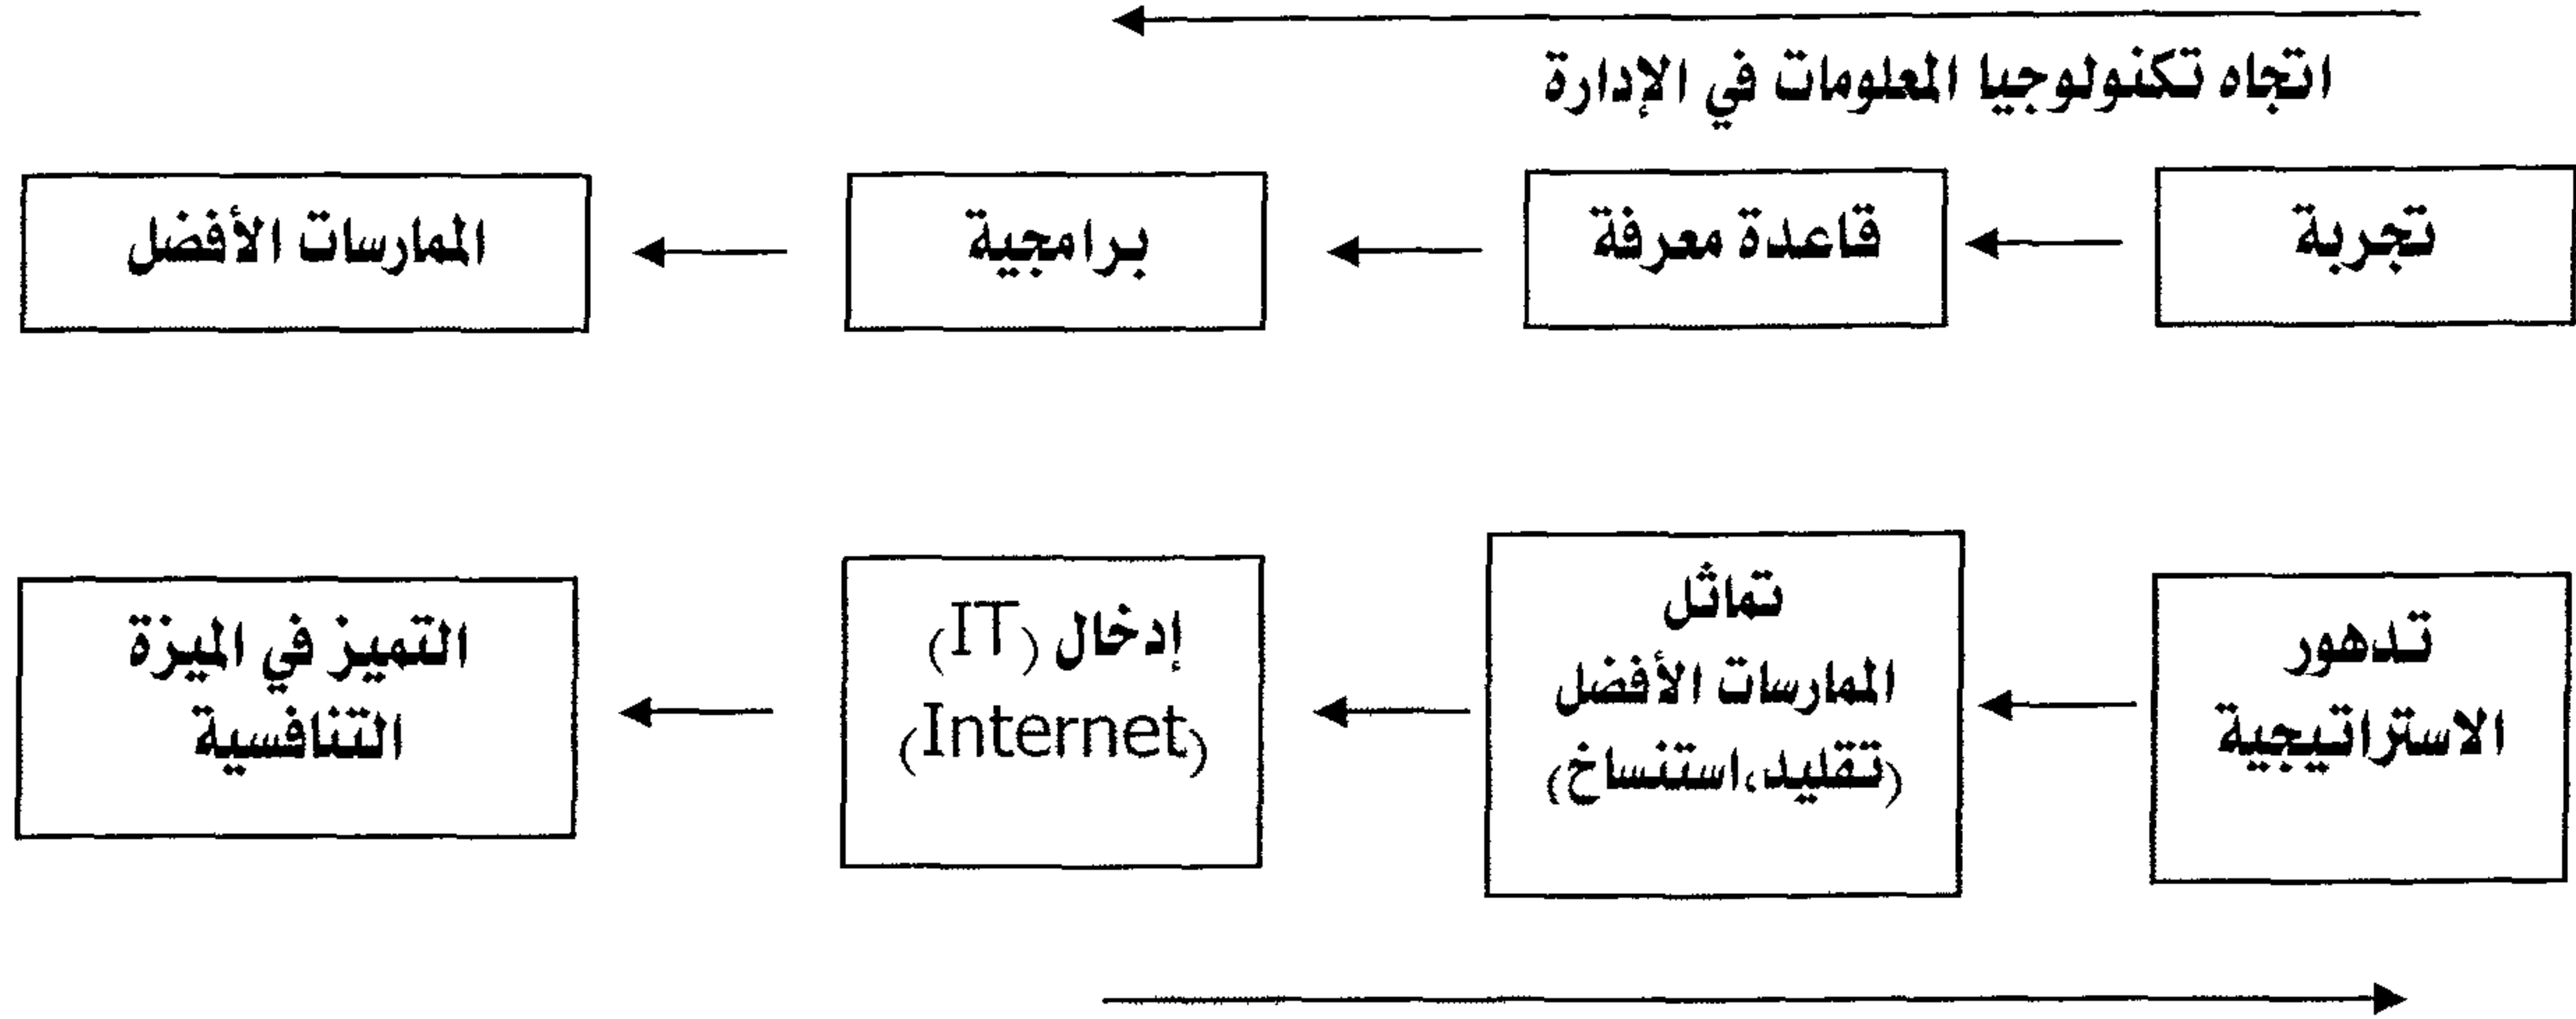 اتجاه تكنولوجيا المعلومات في الإدارة
تجربة
قاعدة معرفة
برامجية
الممارسات الأفضل
تدهور
الاستراتيجية
تماثل
الممارسات الأفضل
(تقليد،استنساخ)
إدخال (IT)
(Internet)
التميز في الميزة
التنافسية